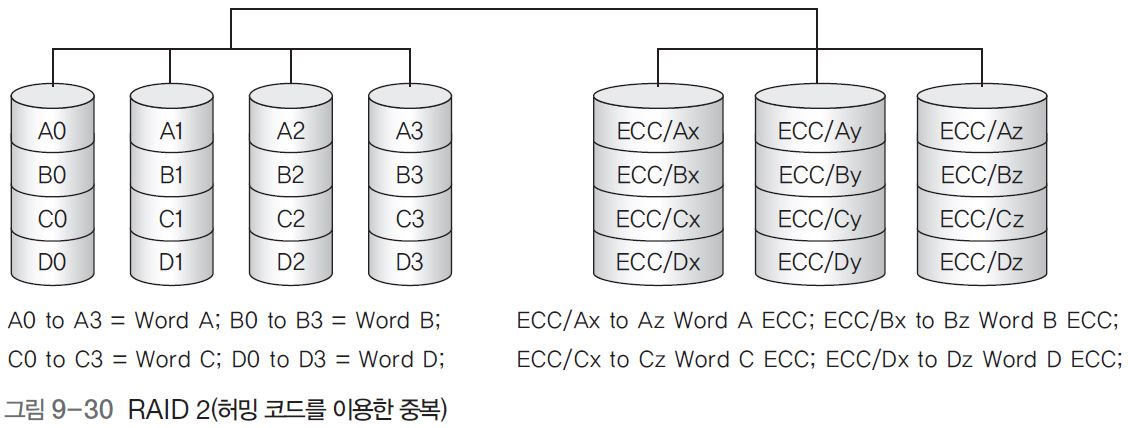 A0 A1 A2 A3 ECC/Ax ECC/Ay ECC/Az
B0 B1 B2 B3 ECC/Bx ECC/By ECC/Bz
C0 C1 C2 C3 ECC/Cx ECC/Cy ECC/Cz
D0 D1 D2 D3 ECC/Dx ECC/Dy ECC/Dz
A0 to A3 = Word A; B0 to B3 = Word B;
C0 to C3 = Word C; D0 to D3 = Word D;
ECC/Ax to Az Word A ECC; ECC/Bx to Bz Word B ECC;
ECC/Cx to Cz Word C ECC; ECC/Dx to Dz Word D ECC;
그림 9-30 RAID 2(허밍 코드를 이용한 중복)